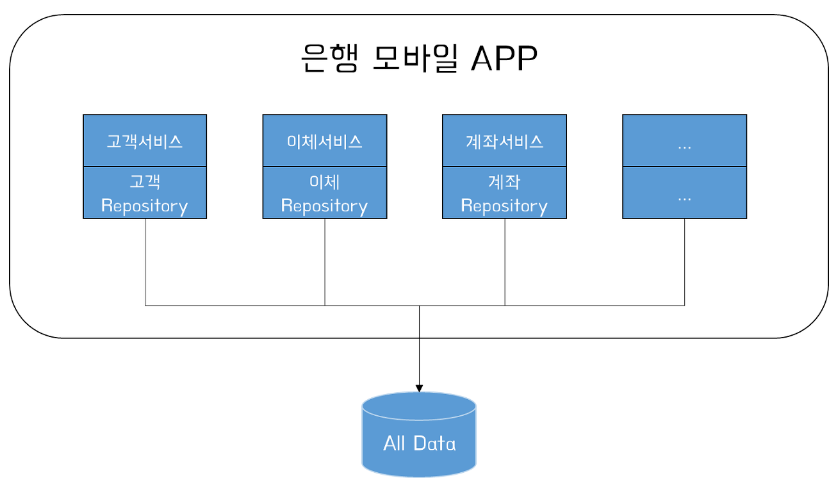 은행 모바일 APP
고객서비스
이체서비스
계좌서비스
...
고객
Repository
이체
Repository
계좌
Repository
...
All Data